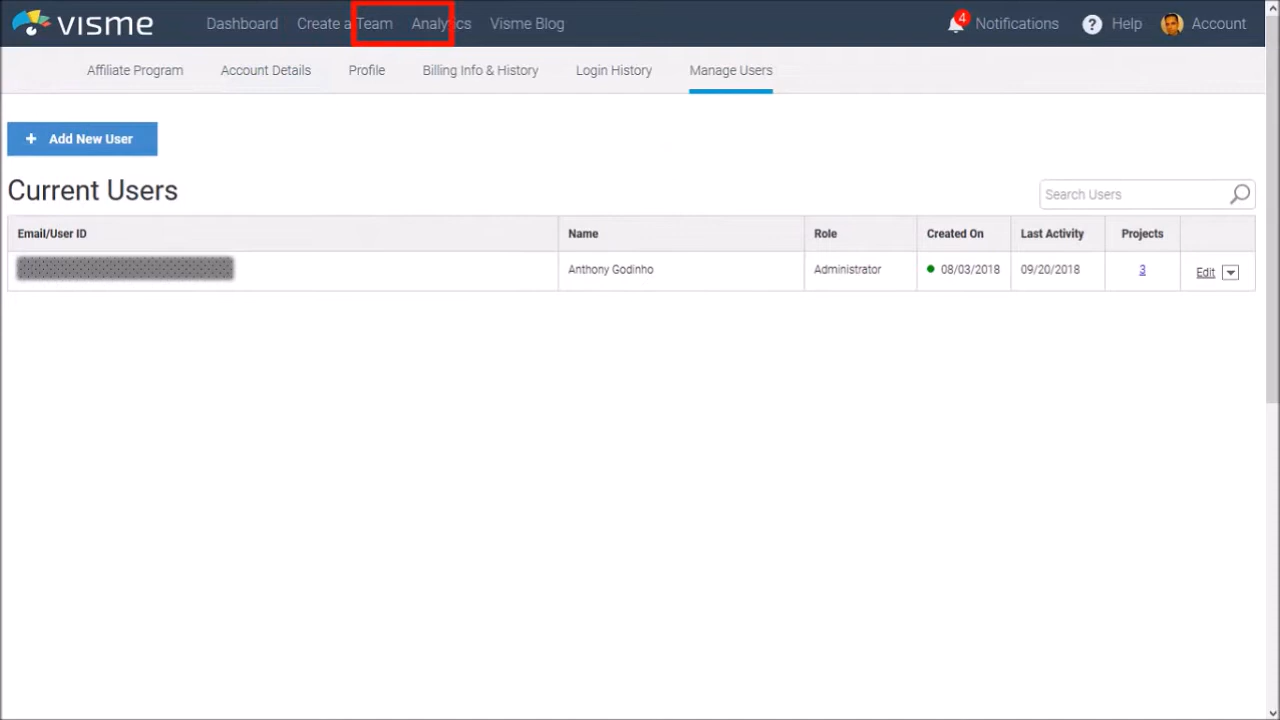 visme Dashboard Create a Team Analytics Visme Blog 4 Notifications ? Help Account
Affiliate Program Account Details Profile Billing Info & History Login History Manage Users
+ Add New User
Current Users
Search Users
Email/User ID Name Role Created On Last Activity Projects
Anthony Godinho Administrator 08/03/2018 09/20/2018 3 Edit